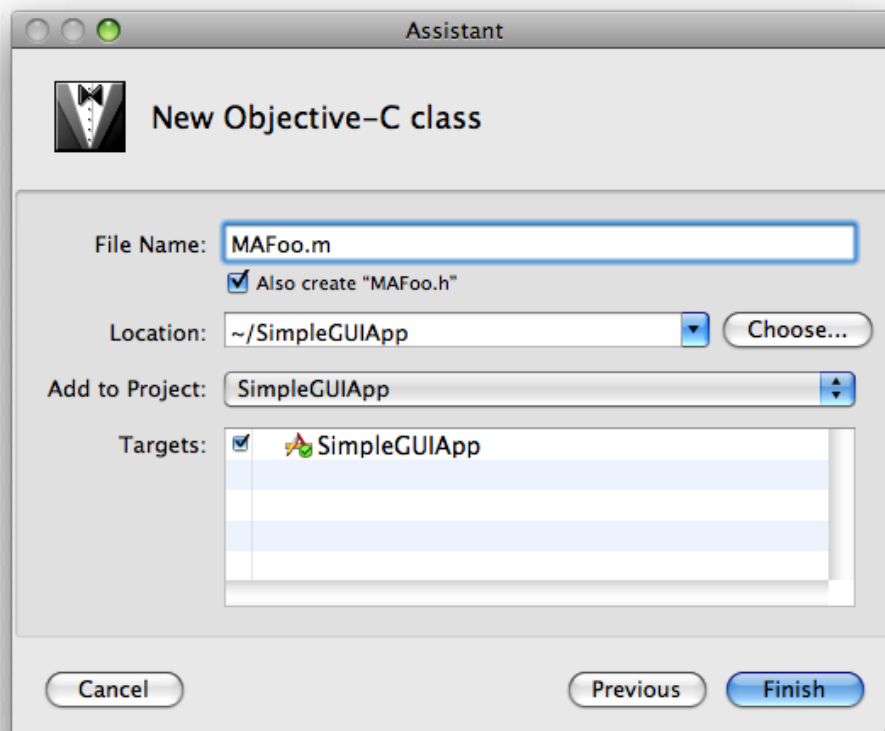 Assistant
New Objective-C class
File Name: MAFoo.m
Also create "MAFoo.h"
Location: ~/SimpleGUIApp Choose...
Add to Project: SimpleGUIApp
Targets: SimpleGUIApp
Cancel Previous Finish